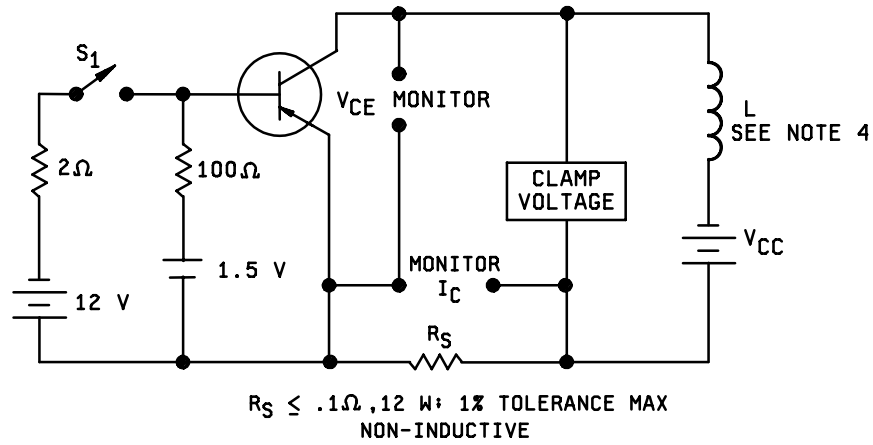 S1
VCE MONITOR
L
SEE NOTE 4
2Ω
100Ω
CLAMP
VOLTAGE
VCC
1.5 V
MONITOR
IC
12 V
RS
RS ≤ .1Ω,12 W; 1% TOLERANCE MAX
NON-INDUCTIVE